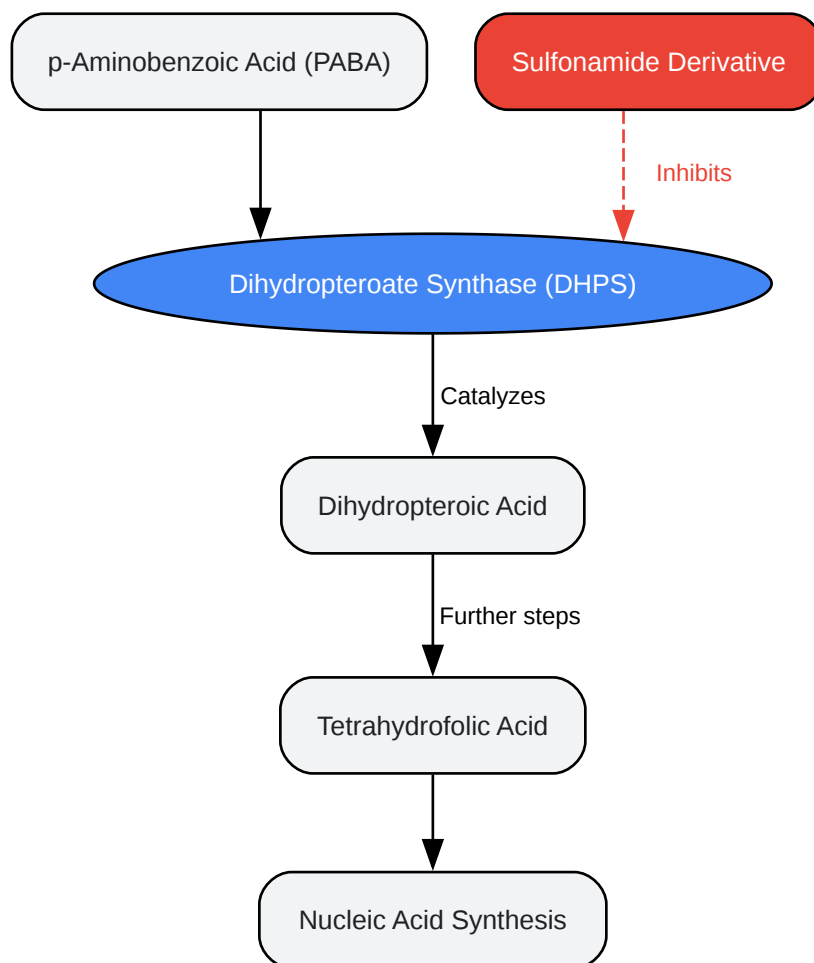 p-Aminobenzoic Acid (PABA)
Sulfonamide Derivative
Inhibits
Dihydropteroate Synthase (DHPS)
Catalyzes
Dihydropteroic Acid
Further steps
Tetrahydrofolic Acid
Nucleic Acid Synthesis